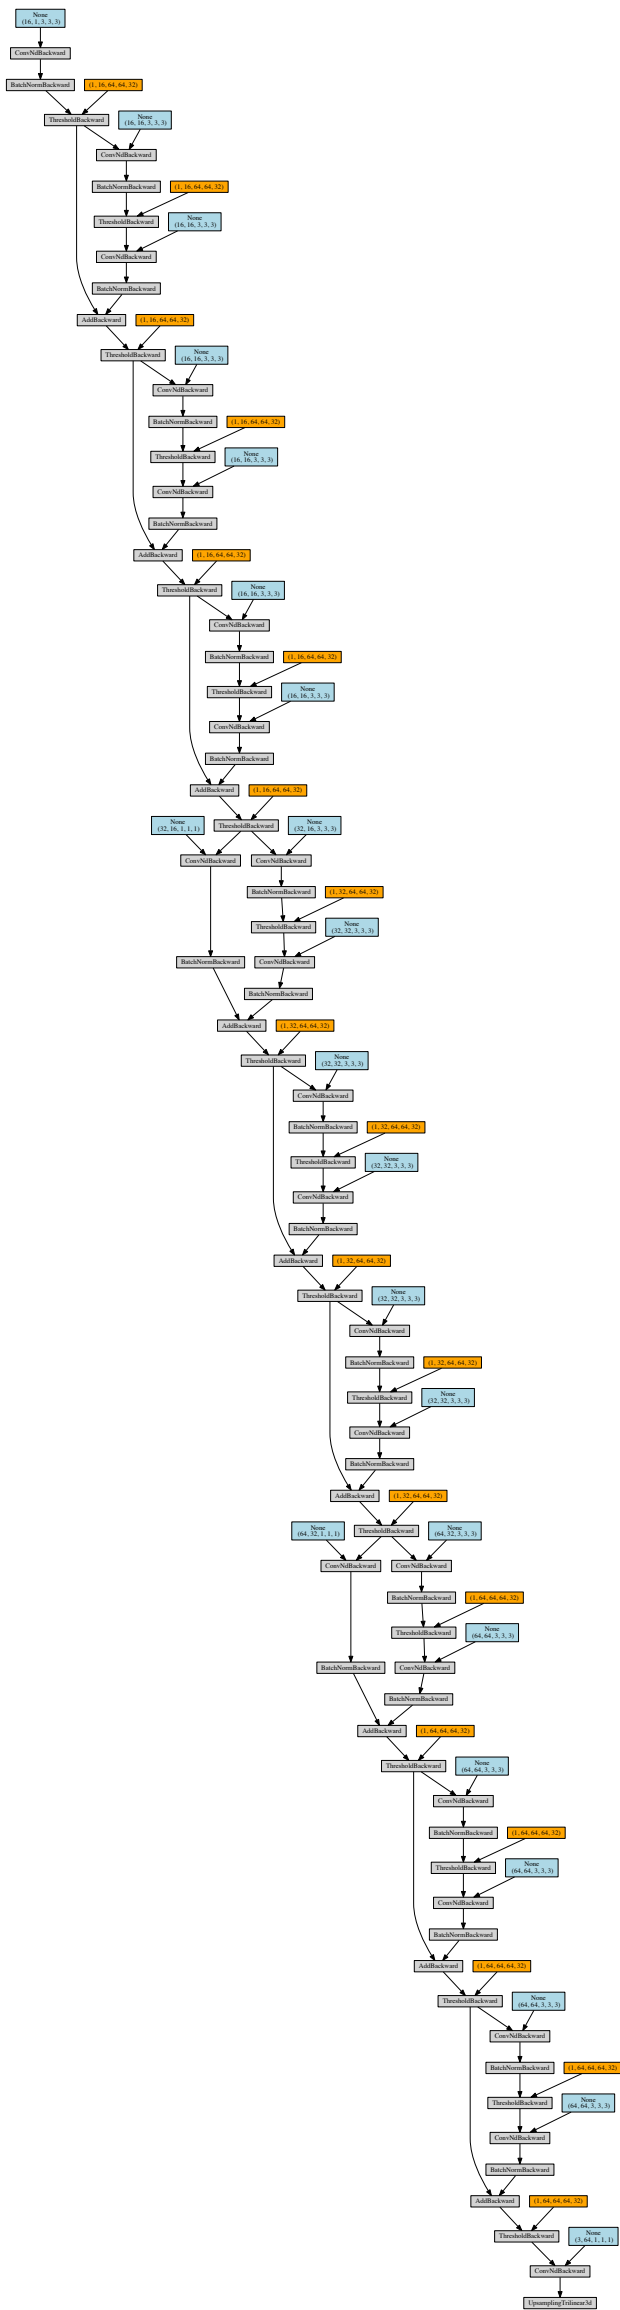 None
(16, 1, 3, 3, 3)
ConvNdBackward
BatchNormBackward
(1, 16, 64, 64, 32)
ThresholdBackward
None
(16, 16, 3, 3, 3)
ConvNdBackward
BatchNormBackward
(1, 16, 64, 64, 32)
ThresholdBackward
None
(16, 16, 3, 3, 3)
ConvNdBackward
BatchNormBackward
AddBackward
(1, 16, 64, 64, 32)
ThresholdBackward
None
(16, 16, 3, 3, 3)
ConvNdBackward
BatchNormBackward
(1, 16, 64, 64, 32)
ThresholdBackward
None
(16, 16, 3, 3, 3)
ConvNdBackward
BatchNormBackward
AddBackward
(1, 16, 64, 64, 32)
ThresholdBackward
None
(16, 16, 3, 3, 3)
ConvNdBackward
BatchNormBackward
(1, 16, 64, 64, 32)
ThresholdBackward
None
(16, 16, 3, 3, 3)
ConvNdBackward
BatchNormBackward
AddBackward
(1, 16, 64, 64, 32)
None
(32, 16, 1, 1, 1)
ThresholdBackward
None
(32, 16, 3, 3, 3)
ConvNdBackward
ConvNdBackward
BatchNormBackward
(1, 32, 64, 64, 32)
ThresholdBackward
None
(32, 32, 3, 3, 3)
BatchNormBackward
ConvNdBackward
BatchNormBackward
AddBackward
(1, 32, 64, 64, 32)
ThresholdBackward
None
(32, 32, 3, 3, 3)
ConvNdBackward
BatchNormBackward
(1, 32, 64, 64, 32)
ThresholdBackward
None
(32, 32, 3, 3, 3)
ConvNdBackward
BatchNormBackward
AddBackward
(1, 32, 64, 64, 32)
ThresholdBackward
None
(32, 32, 3, 3, 3)
ConvNdBackward
BatchNormBackward
(1, 32, 64, 64, 32)
ThresholdBackward
None
(32, 32, 3, 3, 3)
ConvNdBackward
BatchNormBackward
AddBackward
(1, 32, 64, 64, 32)
None
(64, 32, 1, 1, 1)
ThresholdBackward
None
(64, 32, 3, 3, 3)
ConvNdBackward
ConvNdBackward
BatchNormBackward
(1, 64, 64, 64, 32)
ThresholdBackward
None
(64, 64, 3, 3, 3)
BatchNormBackward
ConvNdBackward
BatchNormBackward
AddBackward
(1, 64, 64, 64, 32)
ThresholdBackward
None
(64, 64, 3, 3, 3)
ConvNdBackward
BatchNormBackward
(1, 64, 64, 64, 32)
ThresholdBackward
None
(64, 64, 3, 3, 3)
ConvNdBackward
BatchNormBackward
AddBackward
(1, 64, 64, 64, 32)
ThresholdBackward
None
(64, 64, 3, 3, 3)
ConvNdBackward
BatchNormBackward
(1, 64, 64, 64, 32)
ThresholdBackward
None
(64, 64, 3, 3, 3)
ConvNdBackward
BatchNormBackward
AddBackward
(1, 64, 64, 64, 32)
ThresholdBackward
None
(3, 64, 1, 1, 1)
ConvNdBackward
UpsamplingTrilinear3d